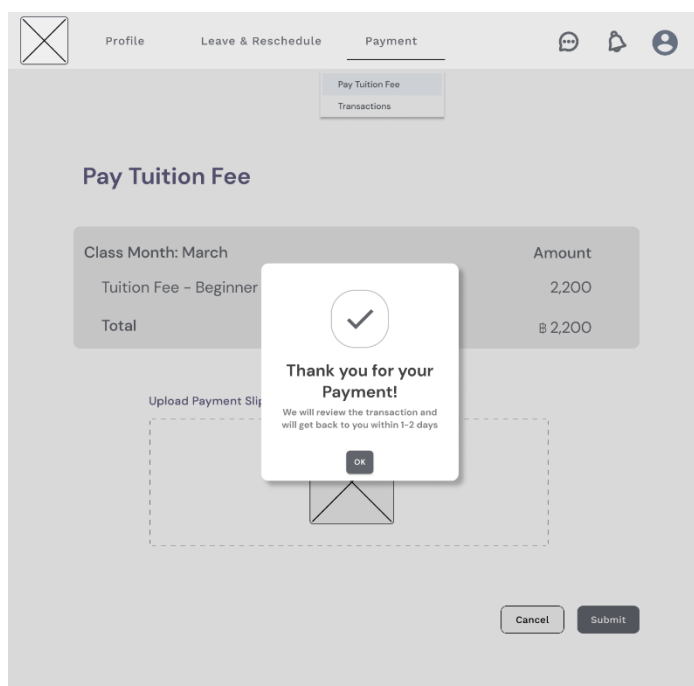 Profile Leave & Reschedule Payment
Pay Tuition Fee
Transactions
Pay Tuition Fee
Class Month: March Amount
Tuition Fee - Beginner 2,200
Total ฿ 2,200
Thank you for your
Payment!
We will review the transaction and
will get back to you within 1-2 days
OK
Upload Payment Slip
Cancel Submit